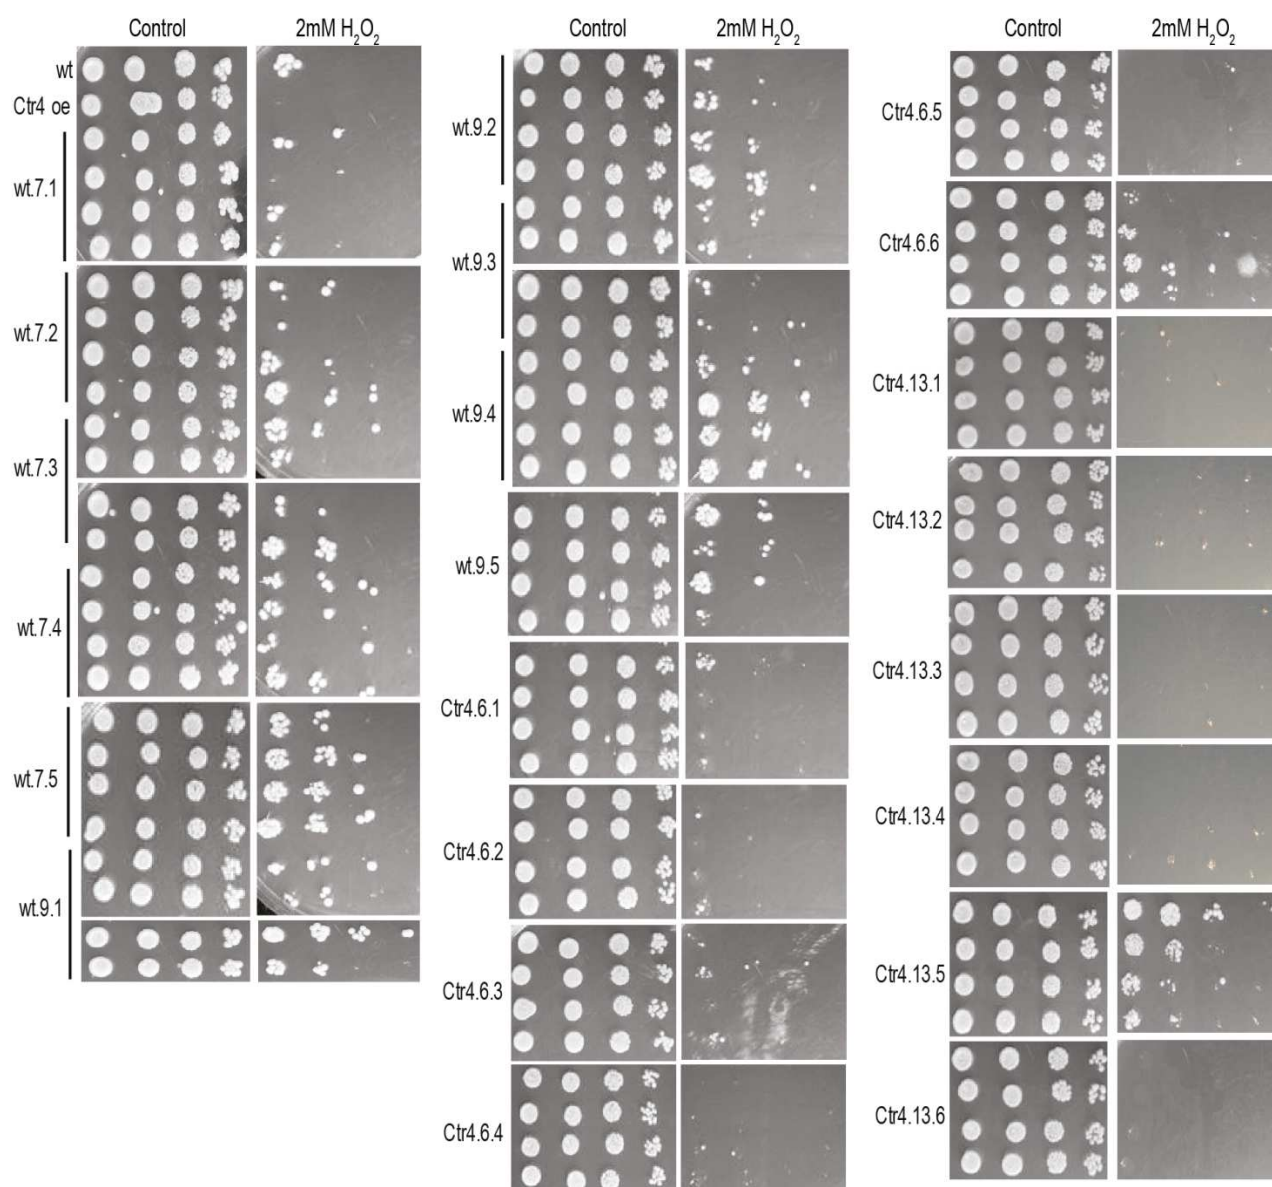 Control 2mM H₂O₂
wt
Ctr4 oe
wt.7.1
wt.7.2
wt.7.3
wt.7.4
wt.7.5
wt.9.1
Control 2mM H₂O₂
wt.9.2
wt.9.3
wt.9.4
wt.9.5
Ctr4.6.1
Ctr4.6.2
Ctr4.6.3
Ctr4.6.4
Control 2mM H₂O₂
Ctr4.6.5
Ctr4.6.6
Ctr4.13.1
Ctr4.13.2
Ctr4.13.3
Ctr4.13.4
Ctr4.13.5
Ctr4.13.6